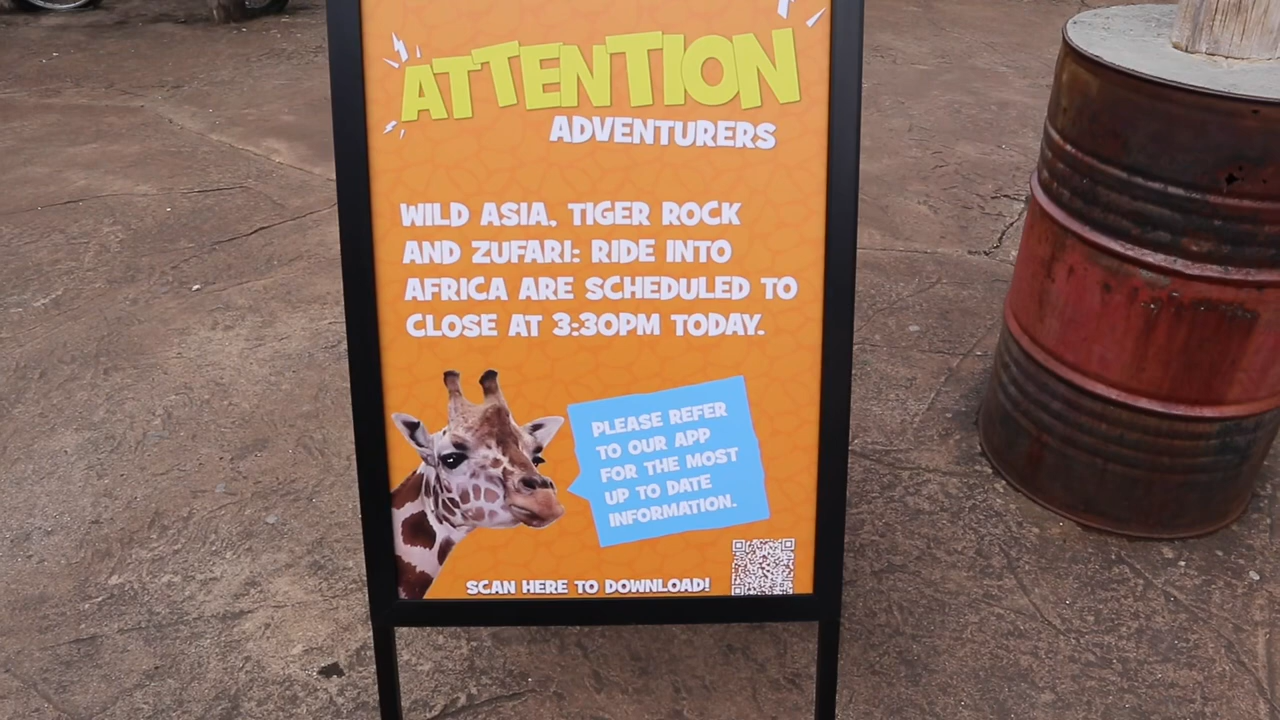 ATTENTION
ADVENTURERS
WILD ASIA, TIGER ROCK
AND ZUFARI: RIDE INTO
AFRICA ARE SCHEDULED TO
CLOSE AT 3:30PM TODAY.
PLEASE REFER
TO OUR APP
FOR THE MOST
UP TO DATE
INFORMATION.
SCAN HERE TO DOWNLOAD!